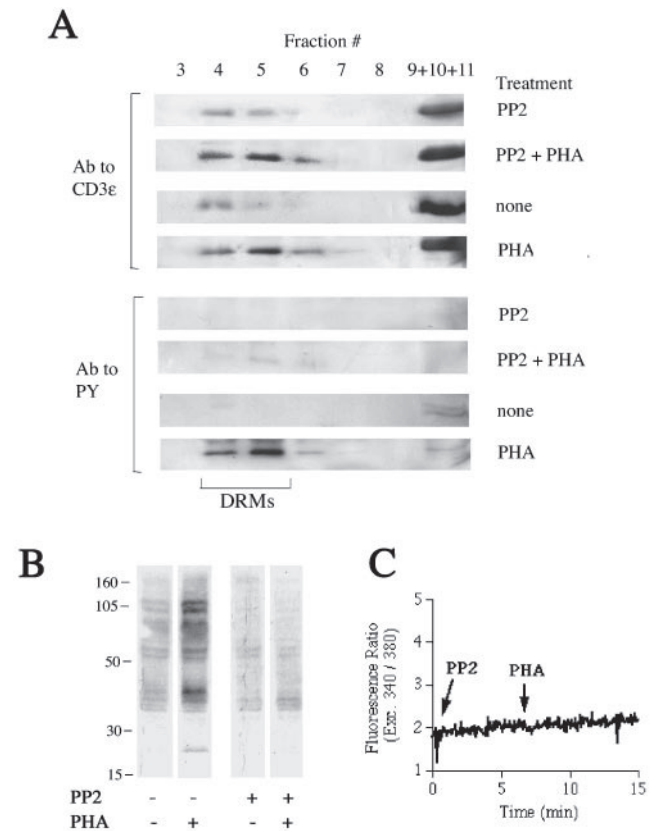 A
Fraction #
3 4 5 6 7 8 9+10+11
Treatment
Ab to
CD3ε
PP2
PP2 + PHA
none
PHA
Ab to
PY
PP2
PP2 + PHA
none
PHA
DRMs
B
160
105
50
30
15
PP2 - - + +
PHA - + - +
C
Fluorescence Ratio
(Exc. 340 / 380)
5
4
3
2
1
PP2
PHA
0 5 10 15
Time (min)